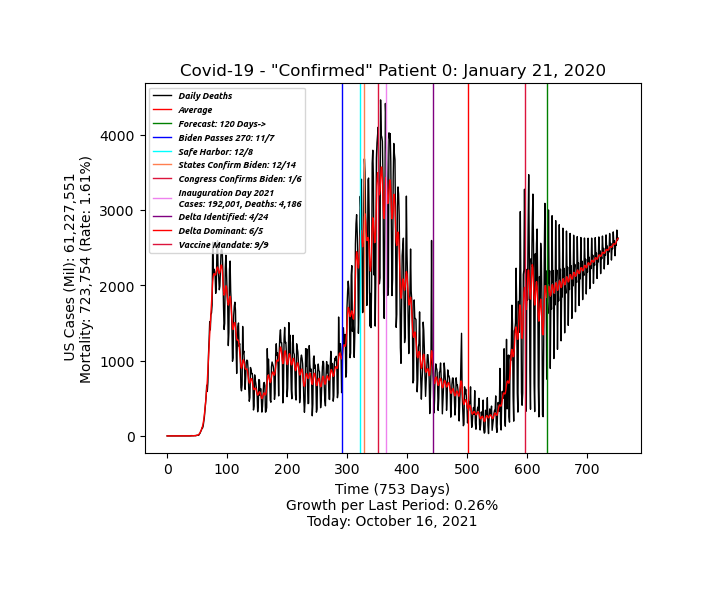 Covid-19 - "Confirmed" Patient 0: January 21, 2020
Daily Deaths
Average
Forecast: 120 Days->
Biden Passes 270: 11/7
Safe Harbor: 12/8
States Confirm Biden: 12/14
Congress Confirms Biden: 1/6
Inauguration Day 2021
Cases: 192,001, Deaths: 4,186
Delta Identified: 4/24
Delta Dominant: 6/5
Vaccine Mandate: 9/9
US Cases (Mil): 61,227,551
Mortality: 723,754 (Rate: 1.61%)
4000
3000
2000
1000
0
0 100 200 300 400 500 600 700
Time (753 Days)
Growth per Last Period: 0.26%
Today: October 16, 2021